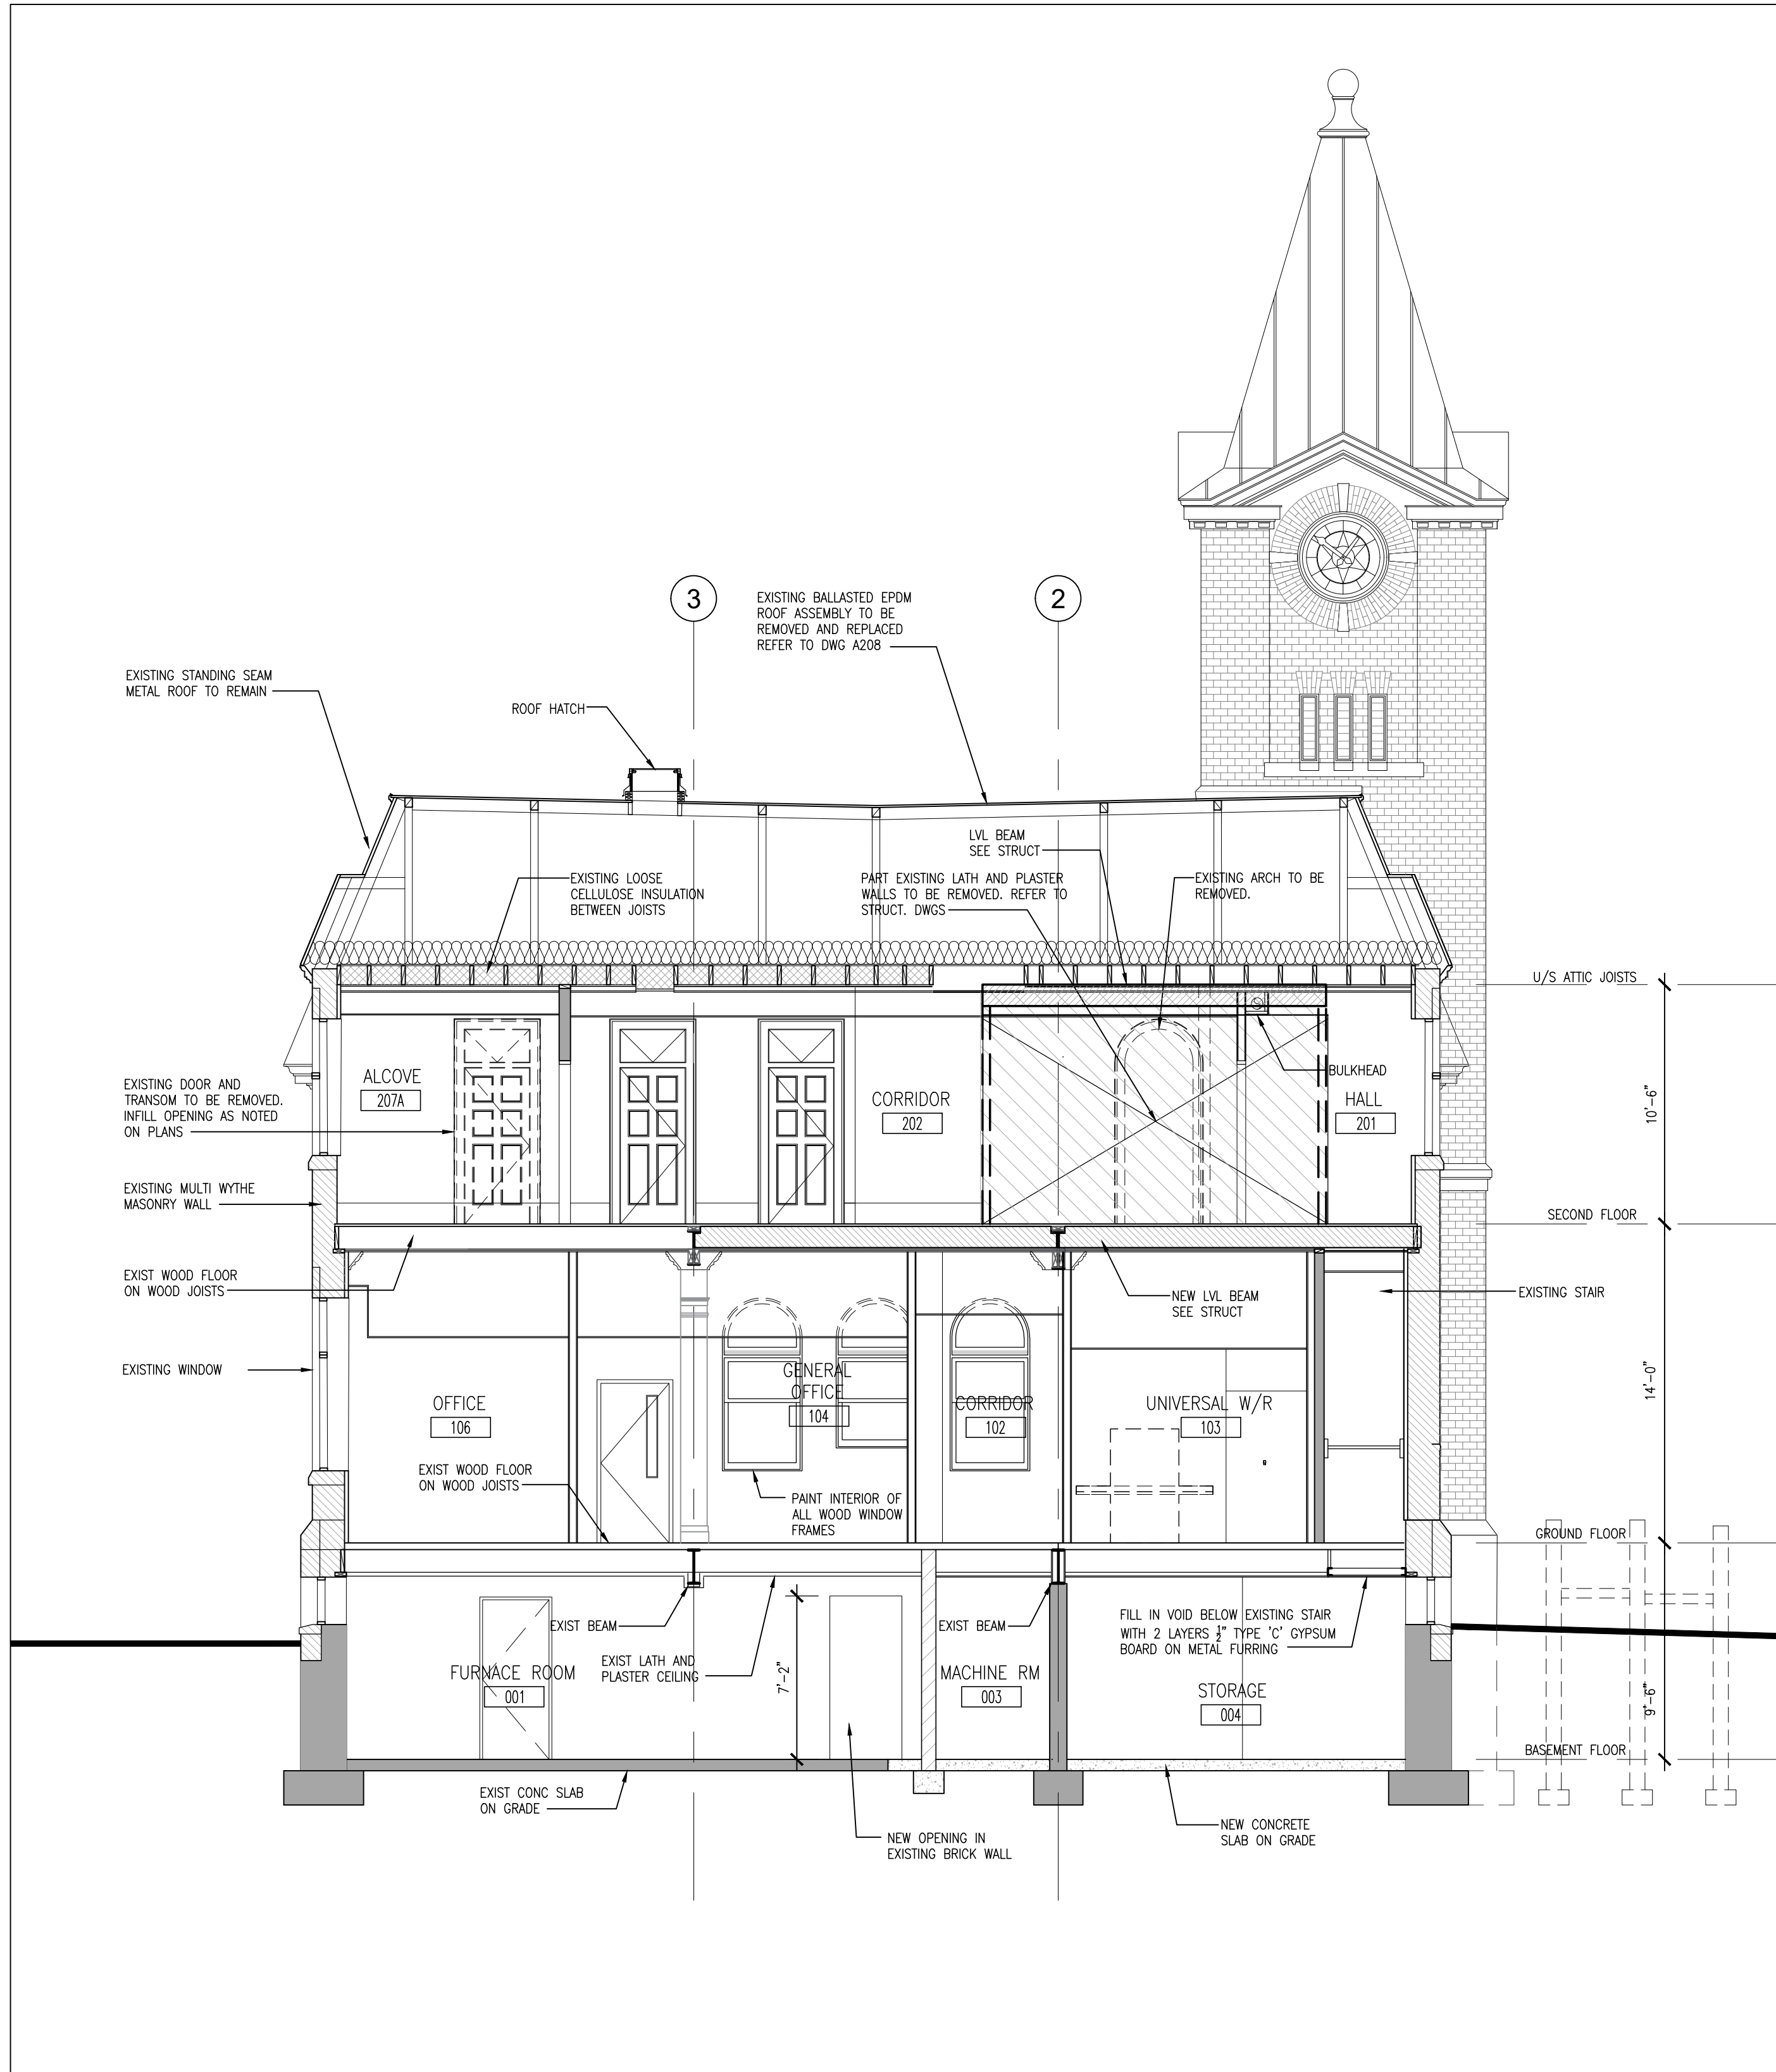 3
2
EXISTING BALLASTED EPDM
ROOF ASSEMBLY TO BE
REMOVED AND REPLACED
REFER TO DWG A208
EXISTING STANDING SEAM
METAL ROOF TO REMAIN
ROOF HATCH
LVL BEAM
SEE STRUCT
EXISTING LOOSE
CELLULOSE INSULATION
BETWEEN JOISTS
PART EXISTING LATH AND PLASTER
WALLS TO BE REMOVED. REFER TO
STRUCT. DWGS
EXISTING ARCH TO BE
REMOVED.
U/S ATTIC JOISTS
EXISTING DOOR AND
TRANSOM TO BE REMOVED.
INFILL OPENING AS NOTED
ON PLANS
ALCOVE
207A
CORRIDOR
202
BULKHEAD
HALL
201
10'-6"
EXISTING MULTI WYTHE
MASONRY WALL
SECOND FLOOR
EXIST WOOD FLOOR
ON WOOD JOISTS
NEW LVL BEAM
SEE STRUCT
EXISTING STAIR
EXISTING WINDOW
OFFICE
106
GENERAL
OFFICE
104
CORRIDOR
102
UNIVERSAL W/R
103
14'-0"
EXIST WOOD FLOOR
ON WOOD JOISTS
PAINT INTERIOR OF
ALL WOOD WINDOW
FRAMES
GROUND FLOOR
EXIST BEAM
EXIST LATH AND
PLASTER CEILING
7'-2"
EXIST BEAM
FILL IN VOID BELOW EXISTING STAIR
WITH 2 LAYERS ½" TYPE 'C' GYPSUM
BOARD ON METAL FURRING
FURNACE ROOM
001
MACHINE RM
003
STORAGE
004
9'-6"
BASEMENT FLOOR
EXIST CONC SLAB
ON GRADE
NEW OPENING IN
EXISTING BRICK WALL
NEW CONCRETE
SLAB ON GRADE